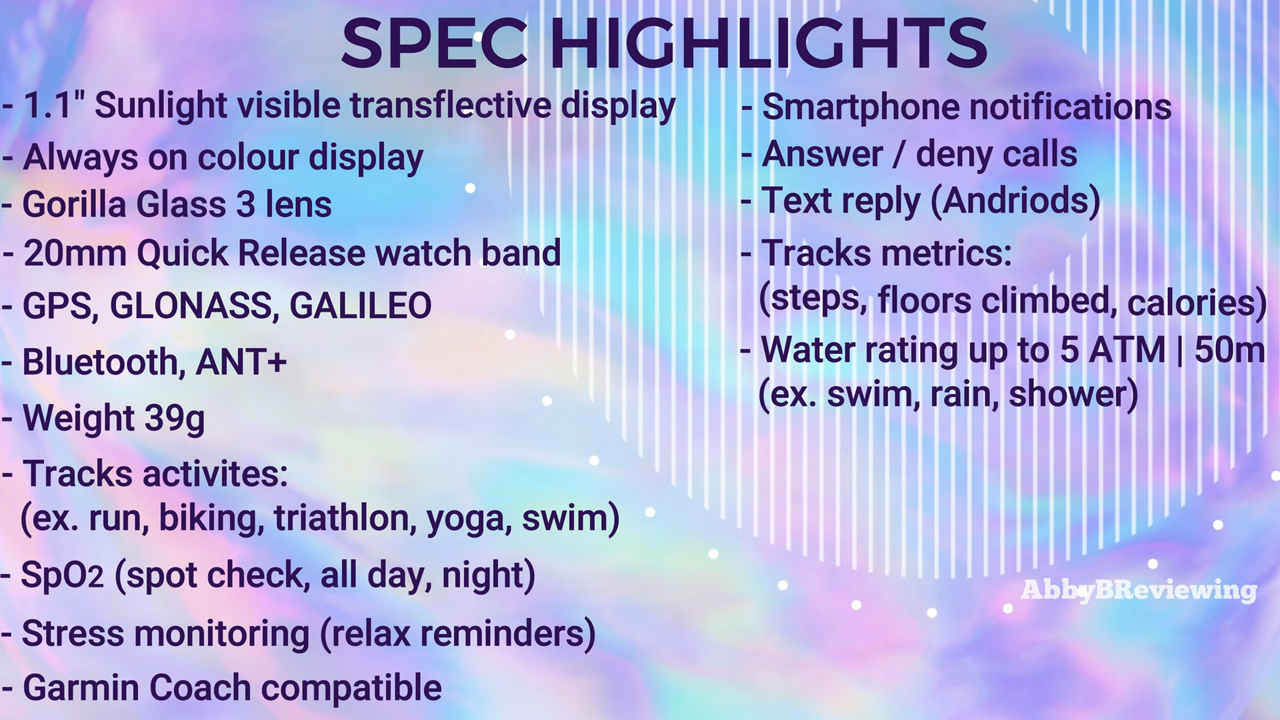 SPEC HIGHLIGHTS
- 1.1" Sunlight visible transflective display
- Always on colour display
- Gorilla Glass 3 lens
- 20mm Quick Release watch band
- GPS, GLONASS, GALILEO
- Bluetooth, ANT+
- Weight 39g
- Tracks activites:
(ex. run, biking, triathlon, yoga, swim)
- SpO2 (spot check, all day, night)
- Stress monitoring (relax reminders)
- Garmin Coach compatible
- Smartphone notifications
- Answer / deny calls
- Text reply (Andriods)
- Tracks metrics:
(steps, floors climbed, calories)
- Water rating up to 5 ATM | 50m
(ex. swim, rain, shower)
AbbyBReviewing